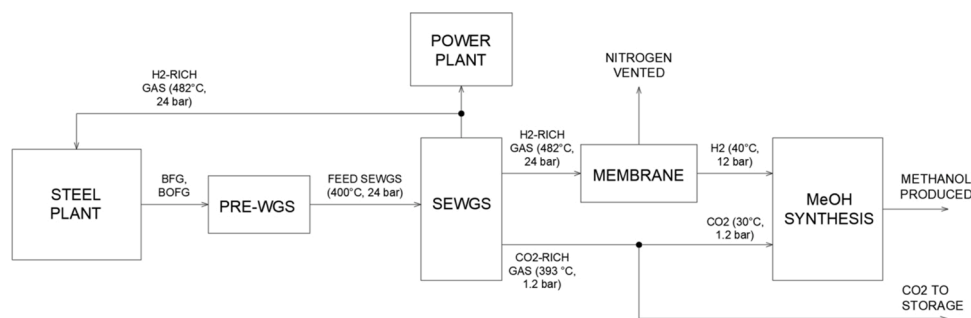 POWER
PLANT
NITROGEN
VENTED
H2-RICH
GAS (482°C,
24 bar)
H2-RICH
GAS (482°C,
24 bar)
H2 (40°C,
12 bar)
STEEL
PLANT
BFG,
BOFG
PRE-WGS
FEED SEWGS
(400°C, 24 bar)
SEWGS
MEMBRANE
MeOH
SYNTHESIS
METHANOL
PRODUCED
CO2-RICH
GAS (393 °C,
1.2 bar)
CO2 (30°C,
1.2 bar)
CO2 TO
STORAGE